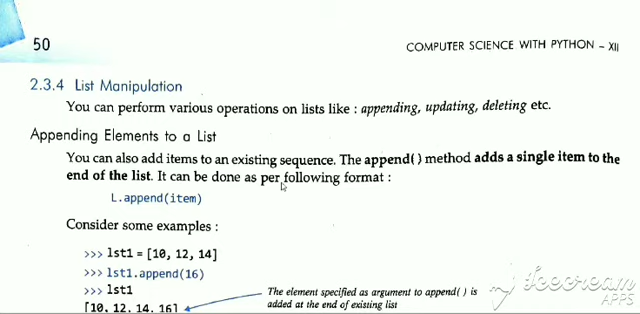 50
COMPUTER SCIENCE WITH PYTHON – XII
2.3.4 List Manipulation
You can perform various operations on lists like : appending, updating, deleting etc.
Appending Elements to a List
You can also add items to an existing sequence. The append( ) method adds a single item to the
end of the list. It can be done as per following format :
L.append(item)
Consider some examples :
>>> lst1 = [10, 12, 14]
>>> lst1.append(16)
>>> lst1
[10, 12, 14, 16]
The element specified as argument to append( ) is
added at the end of existing list
Icecream
APPS